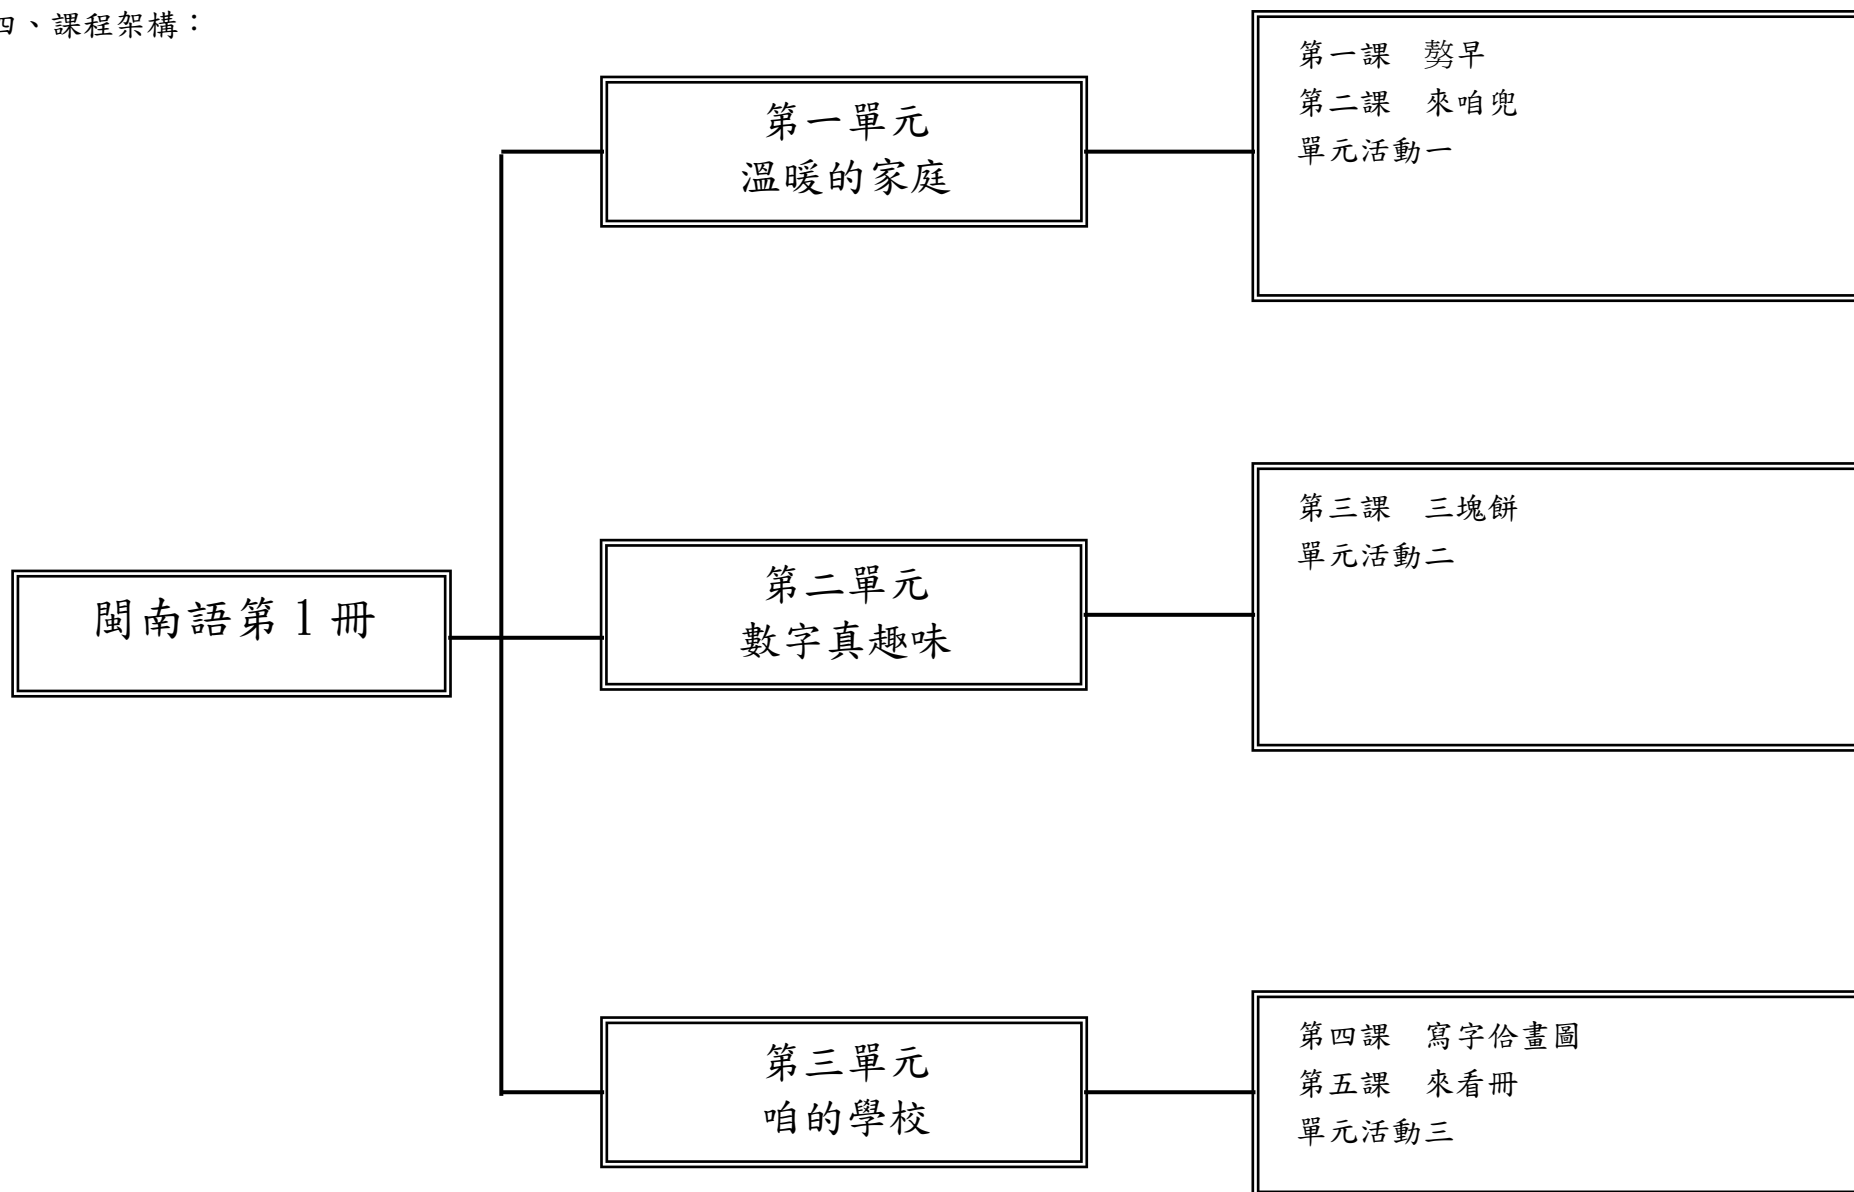 四、課程架構：
閩南語第1冊
第一單元
溫暖的家庭
第一課　𠢕早
第二課　來咱兜
單元活動一
第二單元
數字真趣味
第三課　三塊餅
單元活動二
第三單元
咱的學校
第四課　寫字佮畫圖
第五課　來看冊
單元活動三